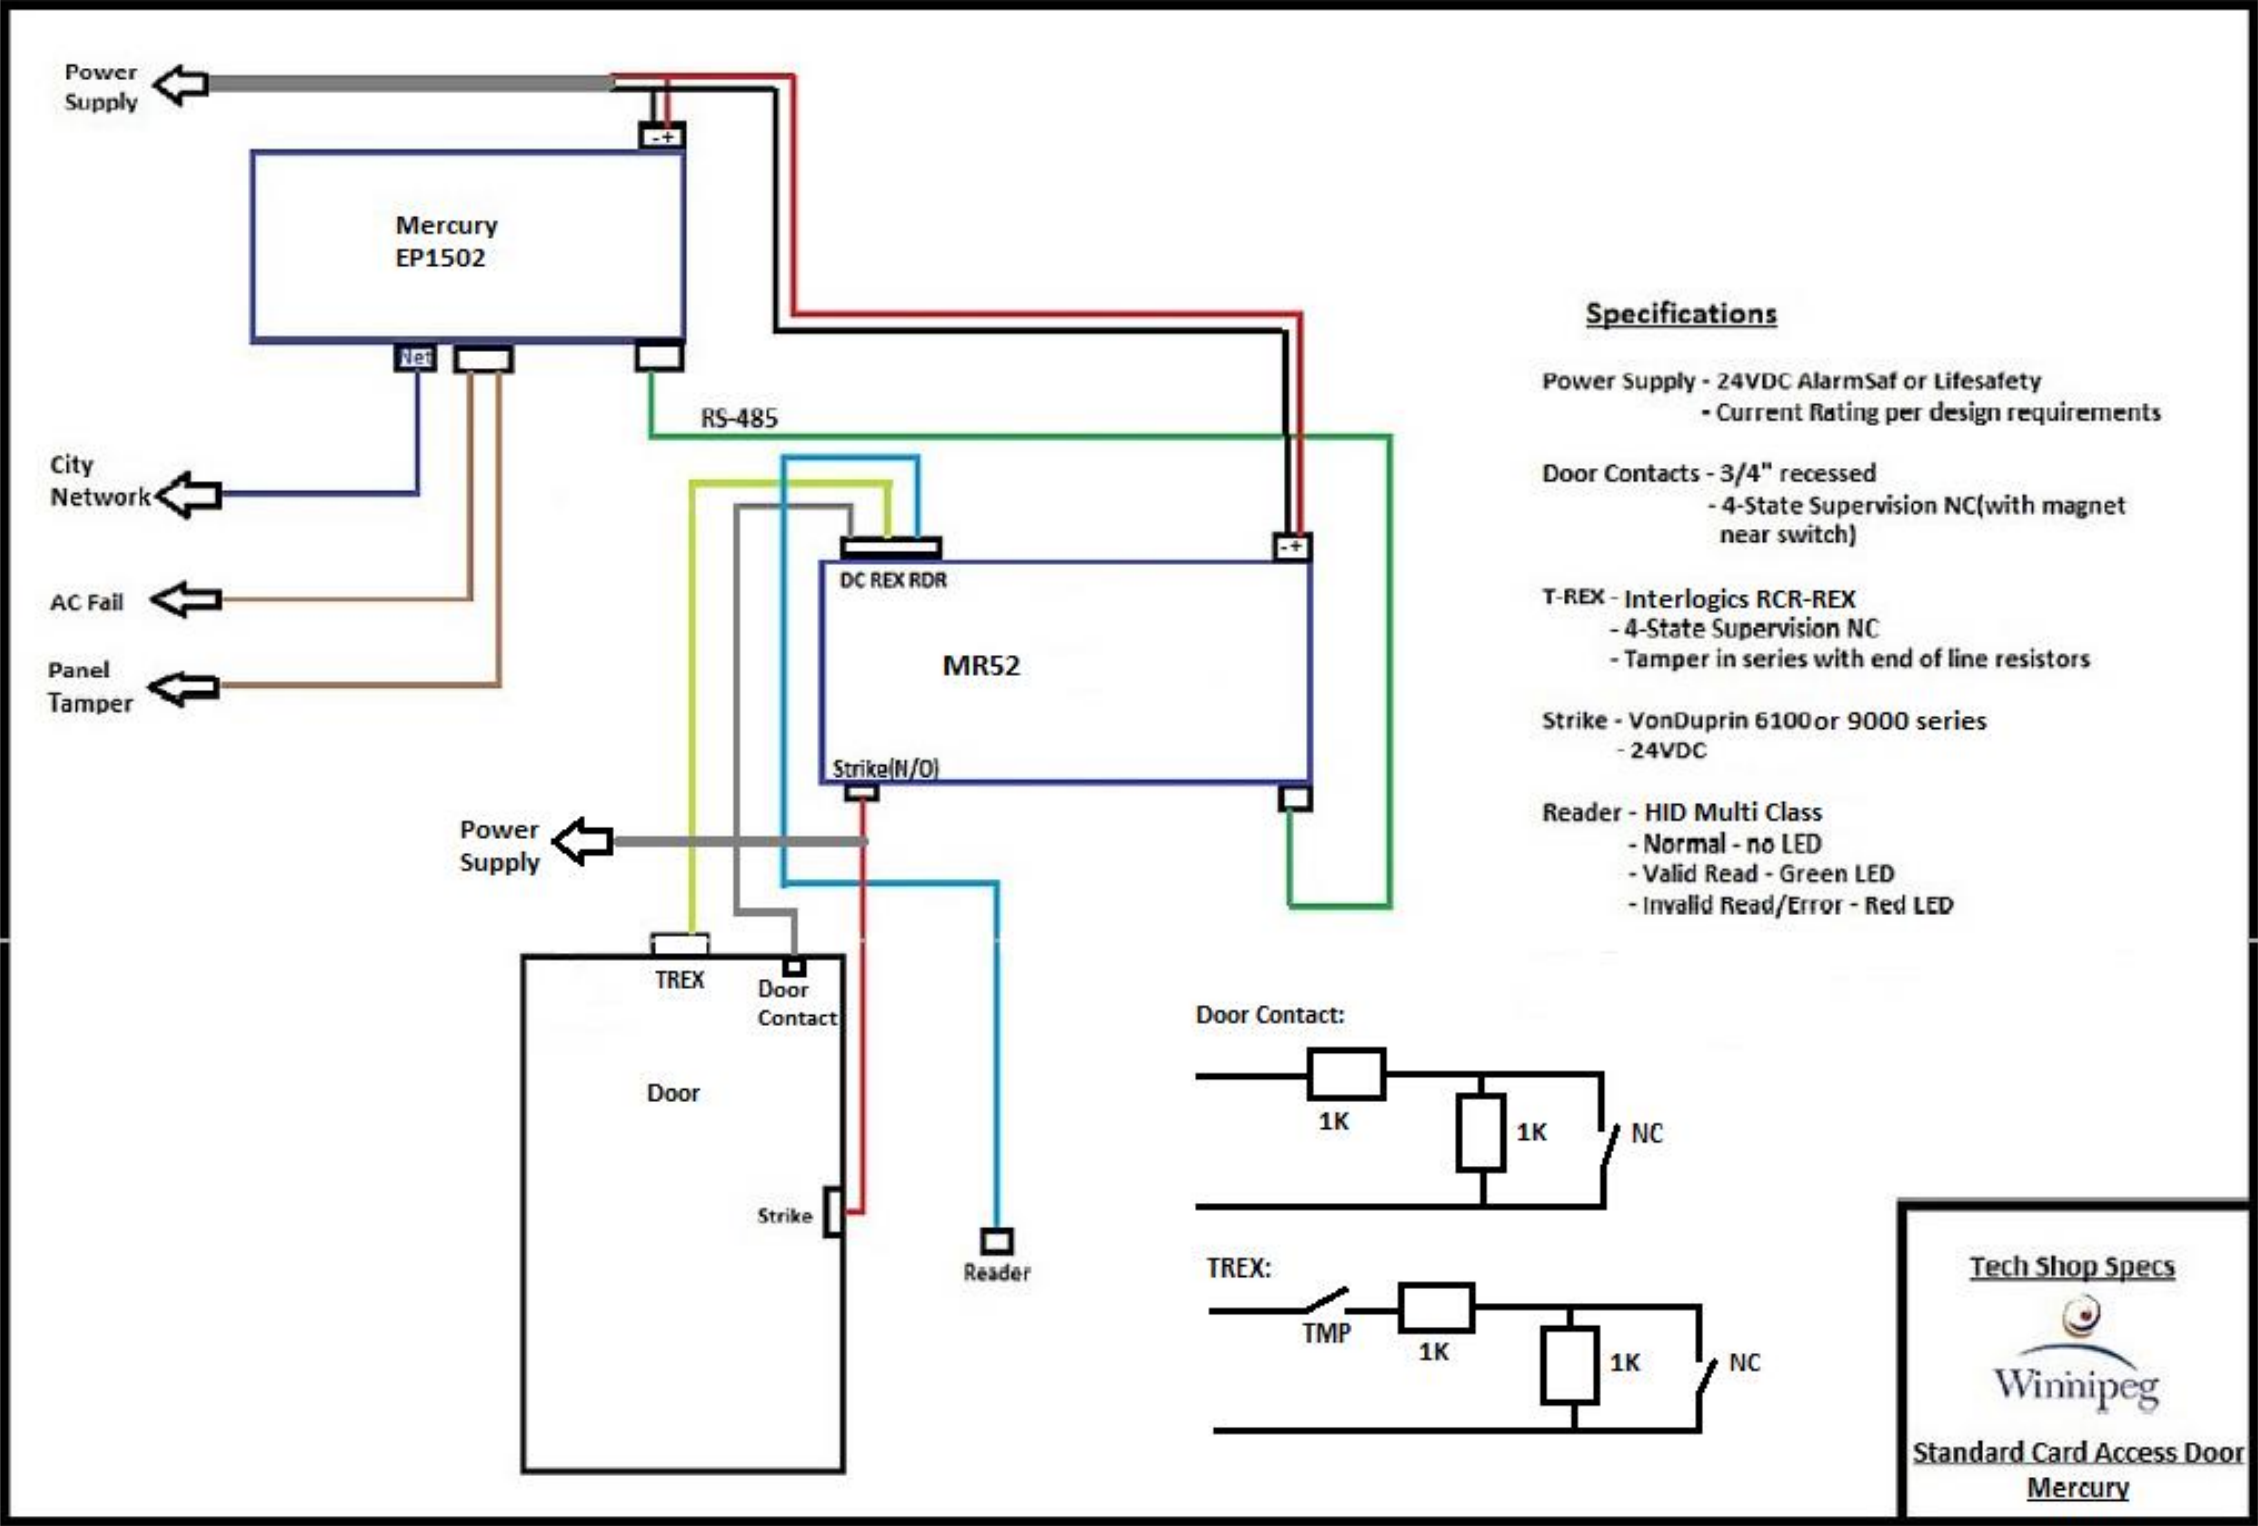 Power
Supply
-+
Mercury
EP1502
Net
RS-485
City
Network
AC Fail
Panel
Tamper
-+
DC REX RDR
MR52
Strike(N/O)
Power
Supply
TREX
Door
Contact
Door
Strike
Reader
Specifications
Power Supply - 24VDC AlarmSaf or Lifesafety
- Current Rating per design requirements
Door Contacts - 3/4" recessed
- 4-State Supervision NC(with magnet
near switch)
T-REX - Interlogics RCR-REX
- 4-State Supervision NC
- Tamper in series with end of line resistors
Strike - VonDuprin 6100 or 9000 series
- 24VDC
Reader - HID Multi Class
- Normal - no LED
- Valid Read - Green LED
- Invalid Read/Error - Red LED
Door Contact:
1K
1K
NC
TREX:
TMP
1K
1K
NC
Tech Shop Specs
Winnipeg
Standard Card Access Door
Mercury